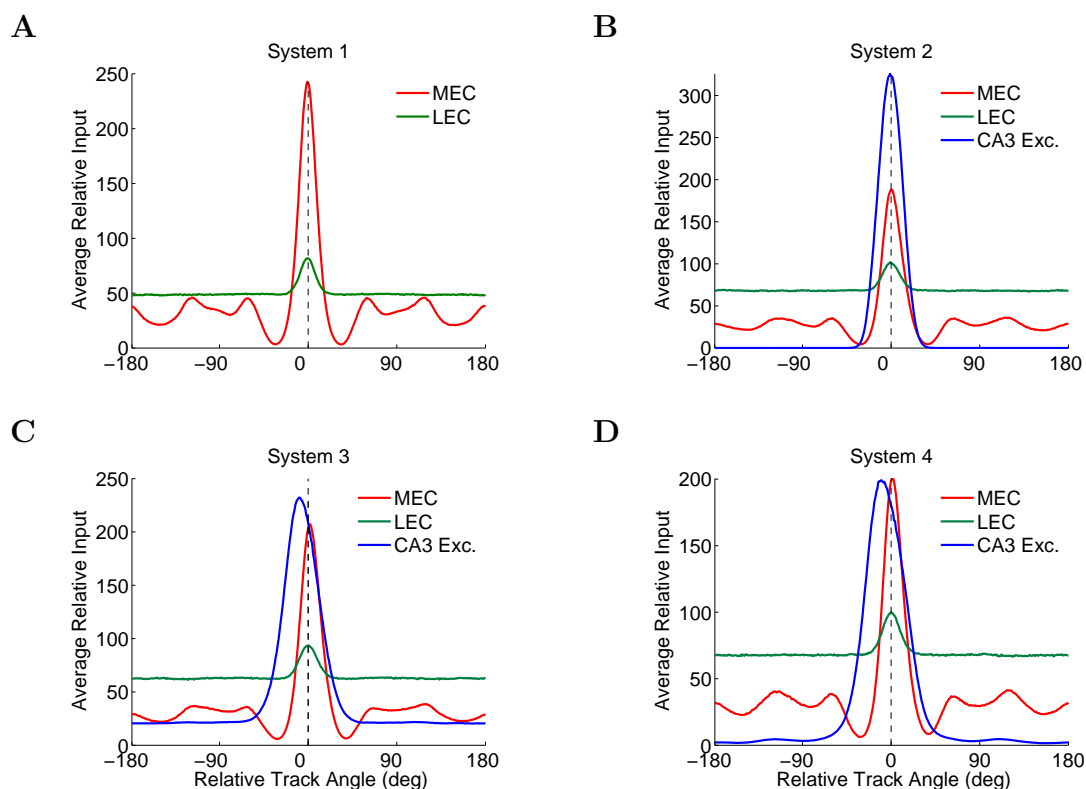 A
System 1
Average Relative Input
250
200
150
100
50
0
−180
−90
0
90
180
MEC
LEC
B
System 2
Average Relative Input
300
250
200
150
100
50
0
−180
−90
0
90
180
MEC
LEC
CA3 Exc.
C
System 3
Average Relative Input
250
200
150
100
50
0
−180
−90
0
90
180
Relative Track Angle (deg)
MEC
LEC
CA3 Exc.
D
System 4
Average Relative Input
200
150
100
50
0
−180
−90
0
90
180
Relative Track Angle (deg)
MEC
LEC
CA3 Exc.